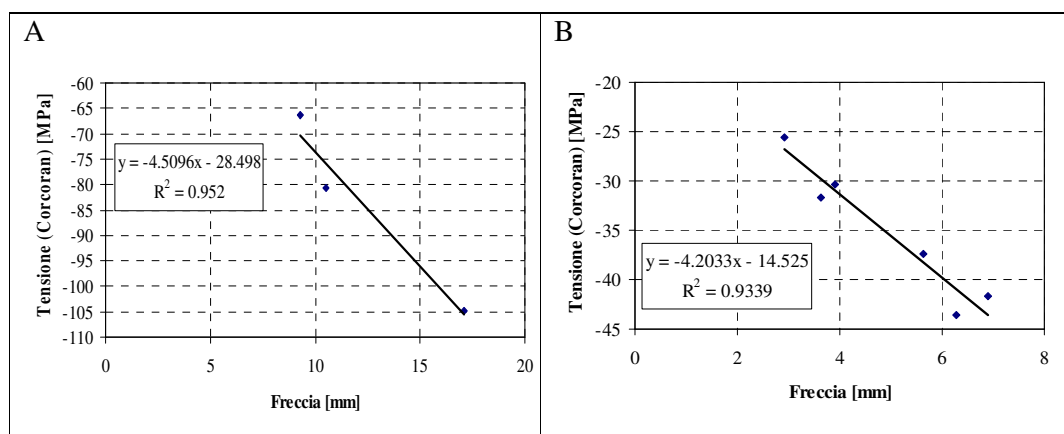 A
Tensione (Corcoran) [MPa]
-60
-65
-70
-75
-80
-85
-90
-95
-100
-105
-110
y = -4.5096x - 28.498
R² = 0.952
0 5 10 15 20
Freccia [mm]
B
Tensione (Corcoran) [MPa]
-20
-25
-30
-35
-40
-45
y = -4.2033x - 14.525
R² = 0.9339
0 2 4 6 8
Freccia [mm]